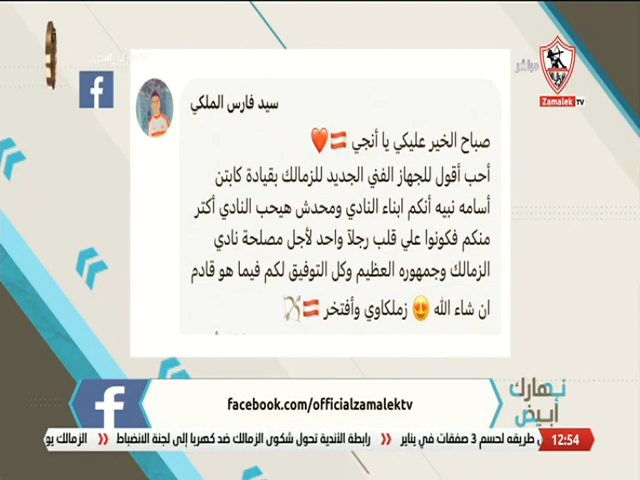 مباشر
Zamalek TV
سيد فارس الملكي
صباح الخير عليكي يا أنجي 🇦🇹❤️
أحب أقول للجهاز الفني الجديد للزمالك بقيادة كابتن
أسامه نبيه أنكم ابناء النادي ومحدش هيحب النادي أكتر
منكم فكونوا علي قلب رجلآ واحد لأجل مصلحة نادي
الزمالك وجمهوره العظيم وكل التوفيق لكم فيما هو قادم
ان شاء الله 😍 زملكاوي وأفتخر 🇦🇹🏹
facebook.com/officialzamalektv
نهارك
أبيض
12:54
طريقه لحسم 3 صفقات في يناير » رابطة الأندية تحول شكوى الزمالك ضد كهربا إلى لجنة الانضباط » الزمالك